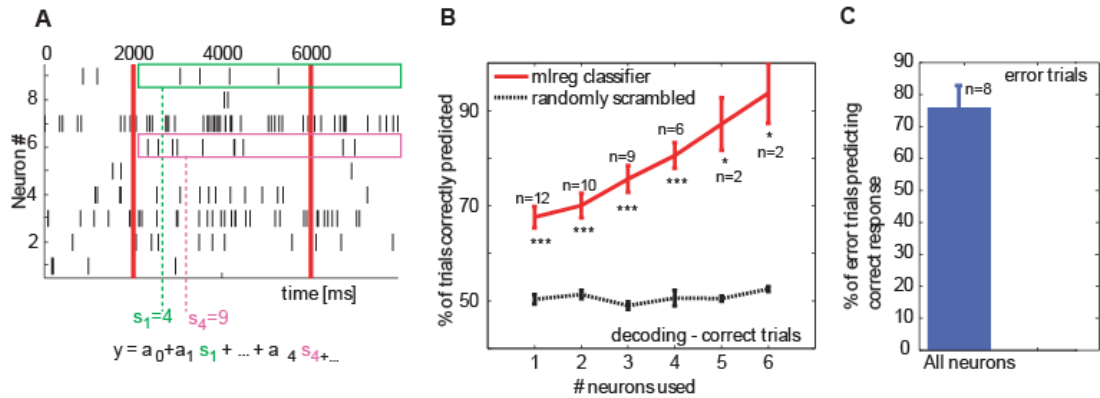 A
0 2000 4000 6000
8
6
4
2
Neuron #
time [ms]
s1=4 s4=9
y = a0+a1 s1 + ... + a 4 s4+...
B
mlreg classifier
randomly scrambled
90
70
50
% of trials correctly predicted
n=12
n=10
n=9
n=6
n=2
n=2
***
***
***
***
*
*
decoding - correct trials
1 2 3 4 5 6
# neurons used
C
error trials
n=8
90
80
70
60
50
40
30
20
10
0
% of error trials predicting
correct response
All neurons